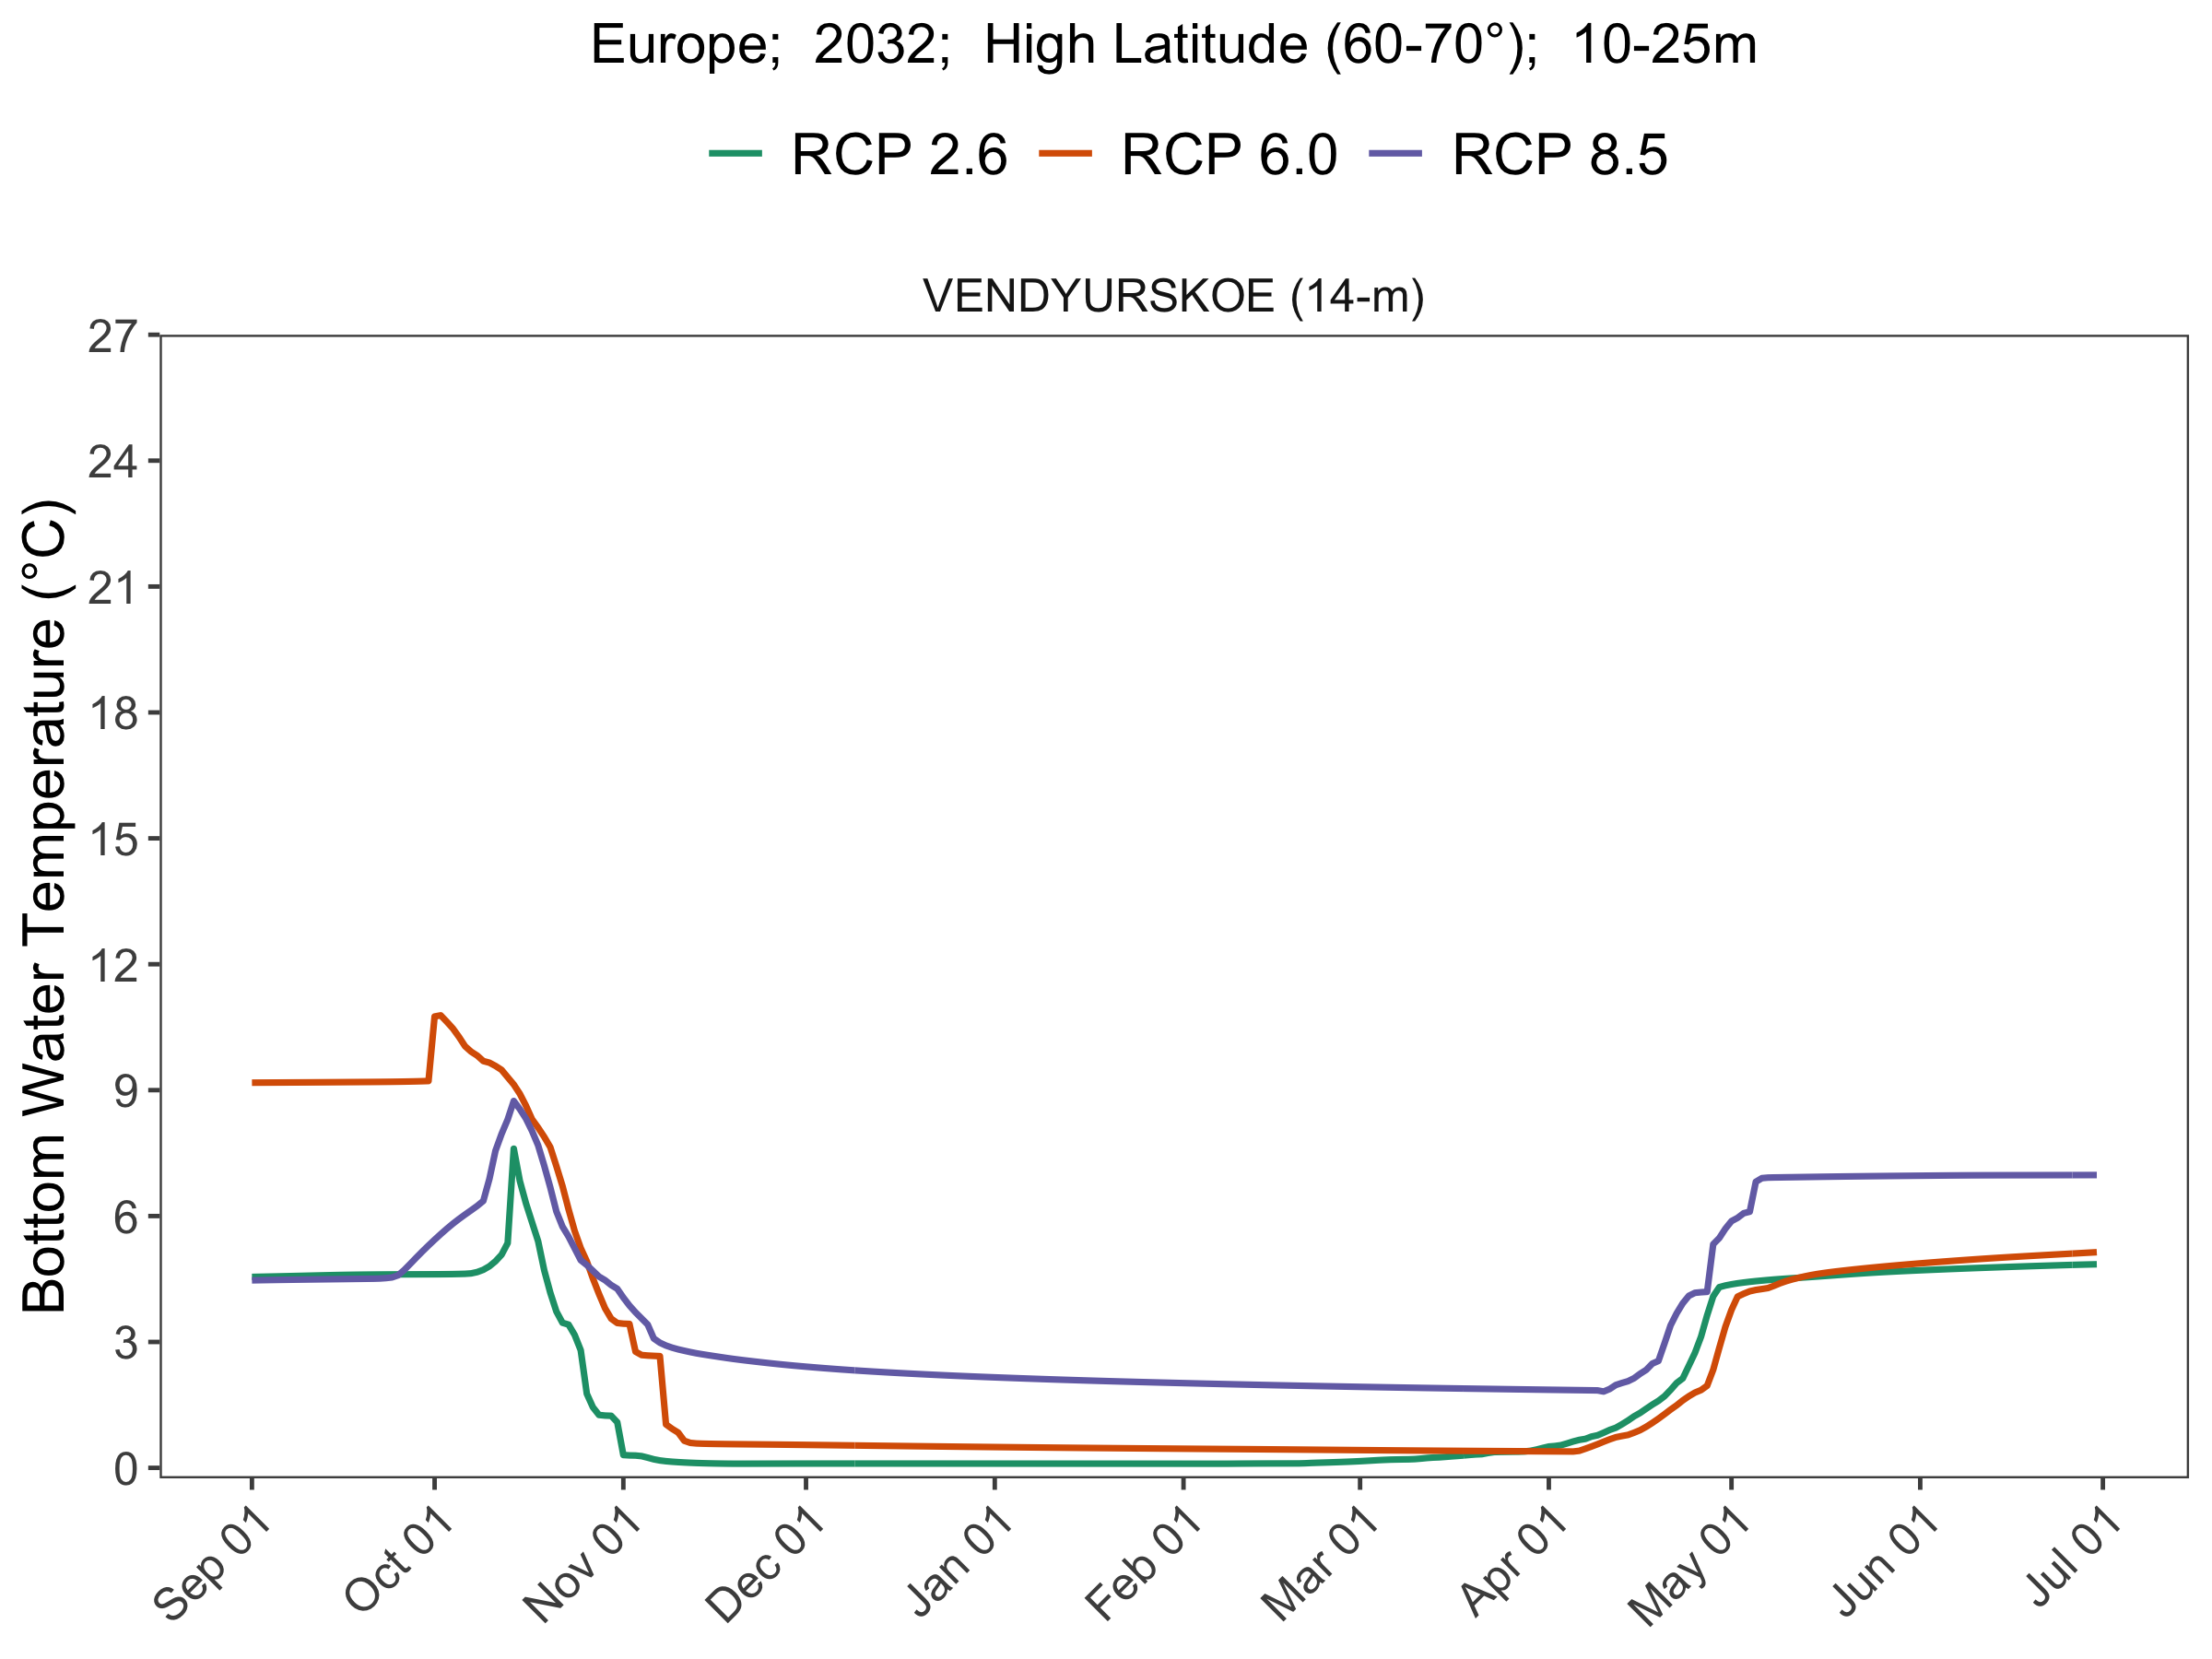 Europe;  2032;  High Latitude (60-70°);  10-25m
RCP 2.6 RCP 6.0 RCP 8.5
VENDYURSKOE (14-m)
Bottom Water Temperature (°C)
27
24
21
18
15
12
9
6
3
0
Sep 01 Oct 01 Nov 01 Dec 01 Jan 01 Feb 01 Mar 01 Apr 01 May 01 Jun 01 Jul 01